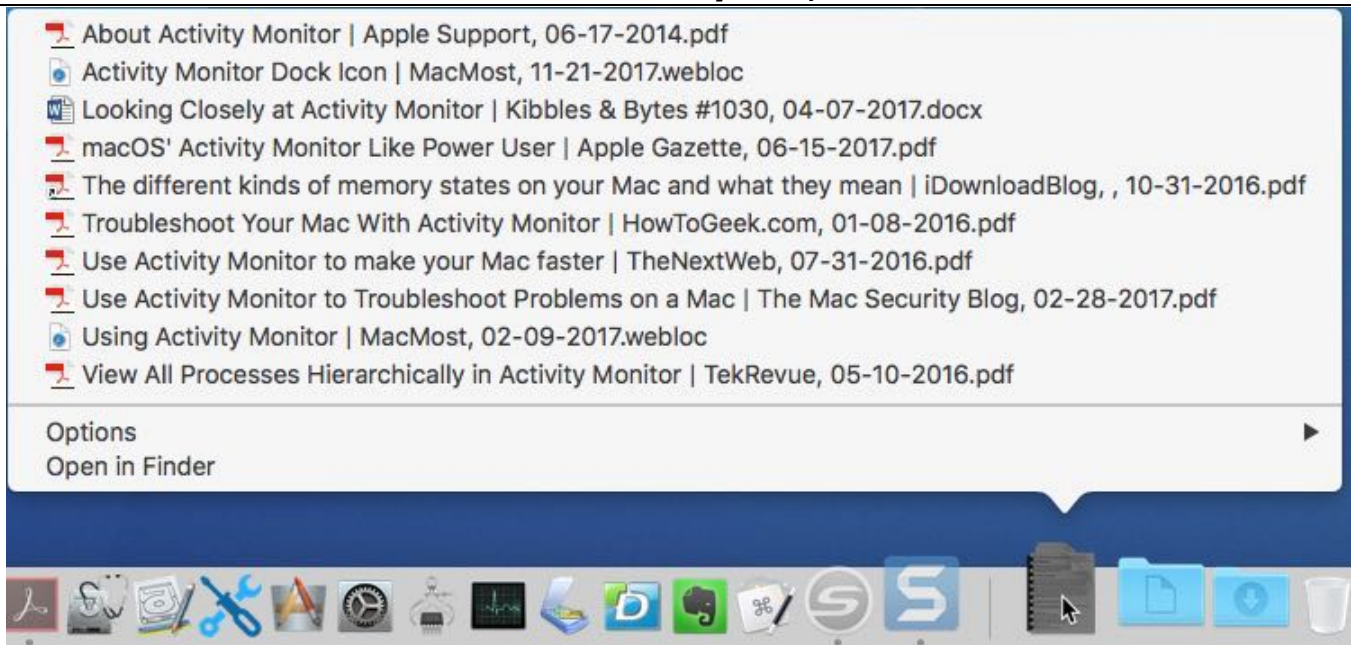 About Activity Monitor | Apple Support, 06-17-2014.pdf
Activity Monitor Dock Icon | MacMost, 11-21-2017.webloc
Looking Closely at Activity Monitor | Kibbles & Bytes #1030, 04-07-2017.docx
macOS' Activity Monitor Like Power User | Apple Gazette, 06-15-2017.pdf
The different kinds of memory states on your Mac and what they mean | iDownloadBlog, , 10-31-2016.pdf
Troubleshoot Your Mac With Activity Monitor | HowToGeek.com, 01-08-2016.pdf
Use Activity Monitor to make your Mac faster | TheNextWeb, 07-31-2016.pdf
Use Activity Monitor to Troubleshoot Problems on a Mac | The Mac Security Blog, 02-28-2017.pdf
Using Activity Monitor | MacMost, 02-09-2017.webloc
View All Processes Hierarchically in Activity Monitor | TekRevue, 05-10-2016.pdf
Options
Open in Finder